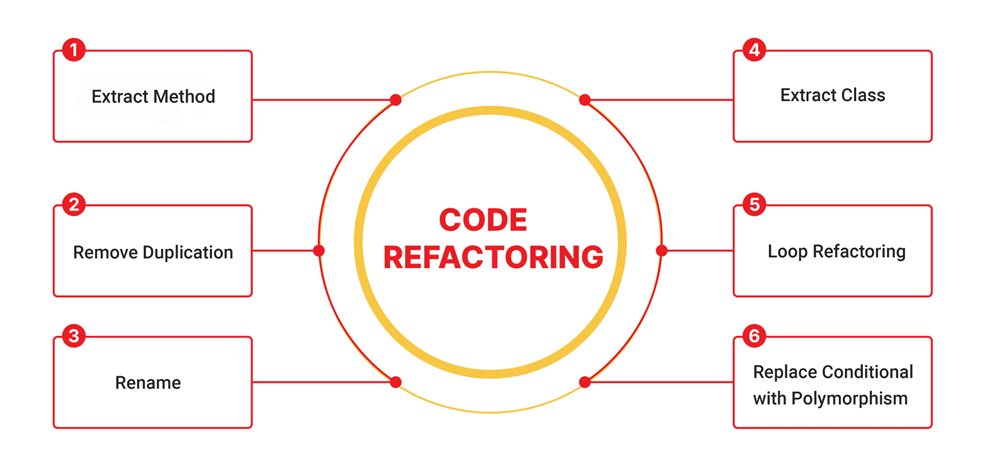 1
Extract Method
2
Remove Duplication
3
Rename
CODE
REFACTORING
4
Extract Class
5
Loop Refactoring
6
Replace Conditional
with Polymorphism